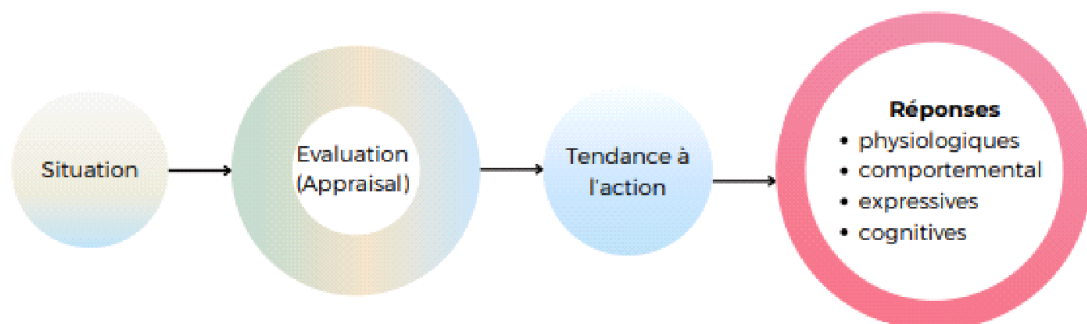 Situation
Evaluation
(Appraisal)
Tendance à
l'action
Réponses
• physiologiques
• comportemental
• expressives
• cognitives